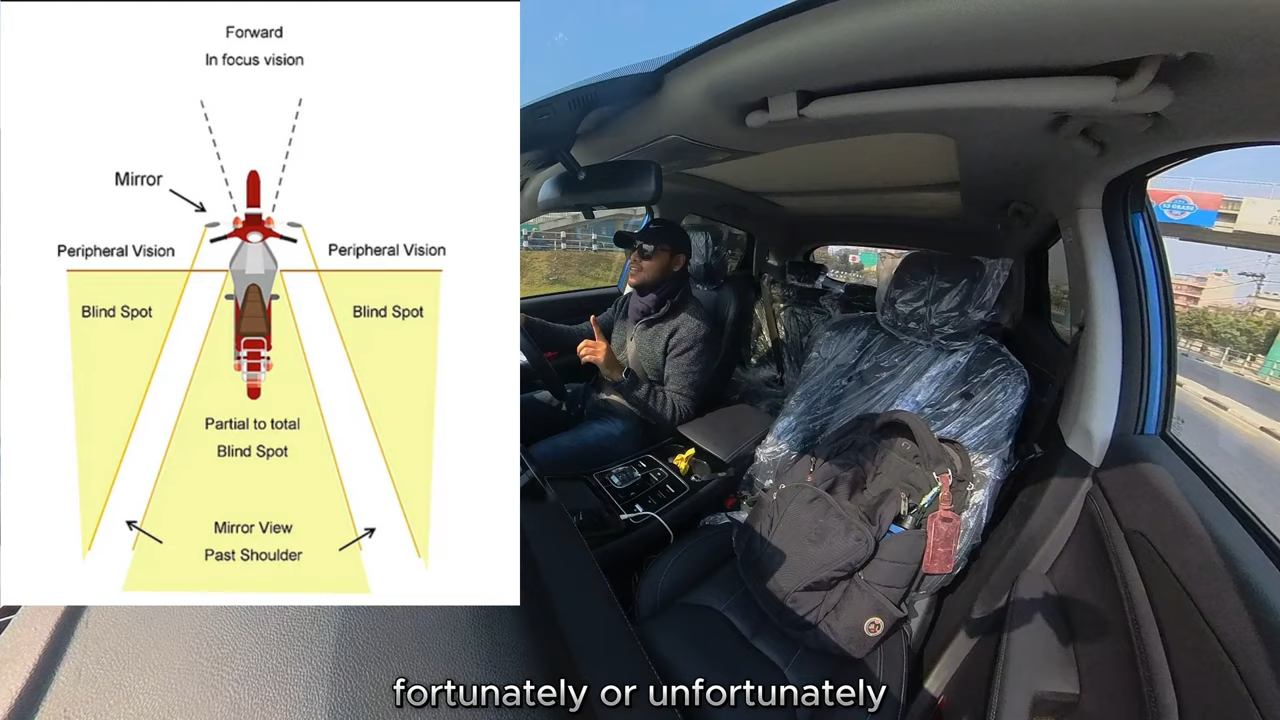 Forward
In focus vision
Mirror
Peripheral Vision
Peripheral Vision
Blind Spot
Blind Spot
Partial to total
Blind Spot
Mirror View
Past Shoulder
fortunately or unfortunately